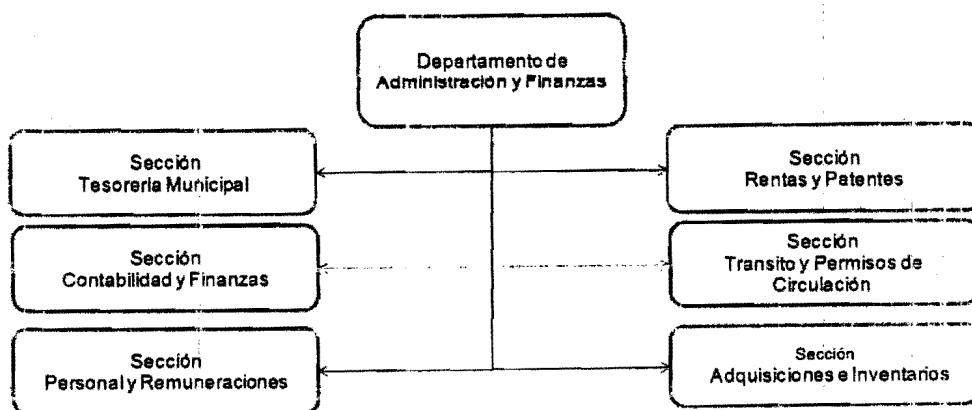 Departamento de
Administración y Finanzas
Sección
Tesorería Municipal
Sección
Rentas y Patentes
Sección
Contabilidad y Finanzas
Sección
Transito y Permisos de
Circulación
Sección
Personal y Remuneraciones
Sección
Adquisiciones e Inventarios